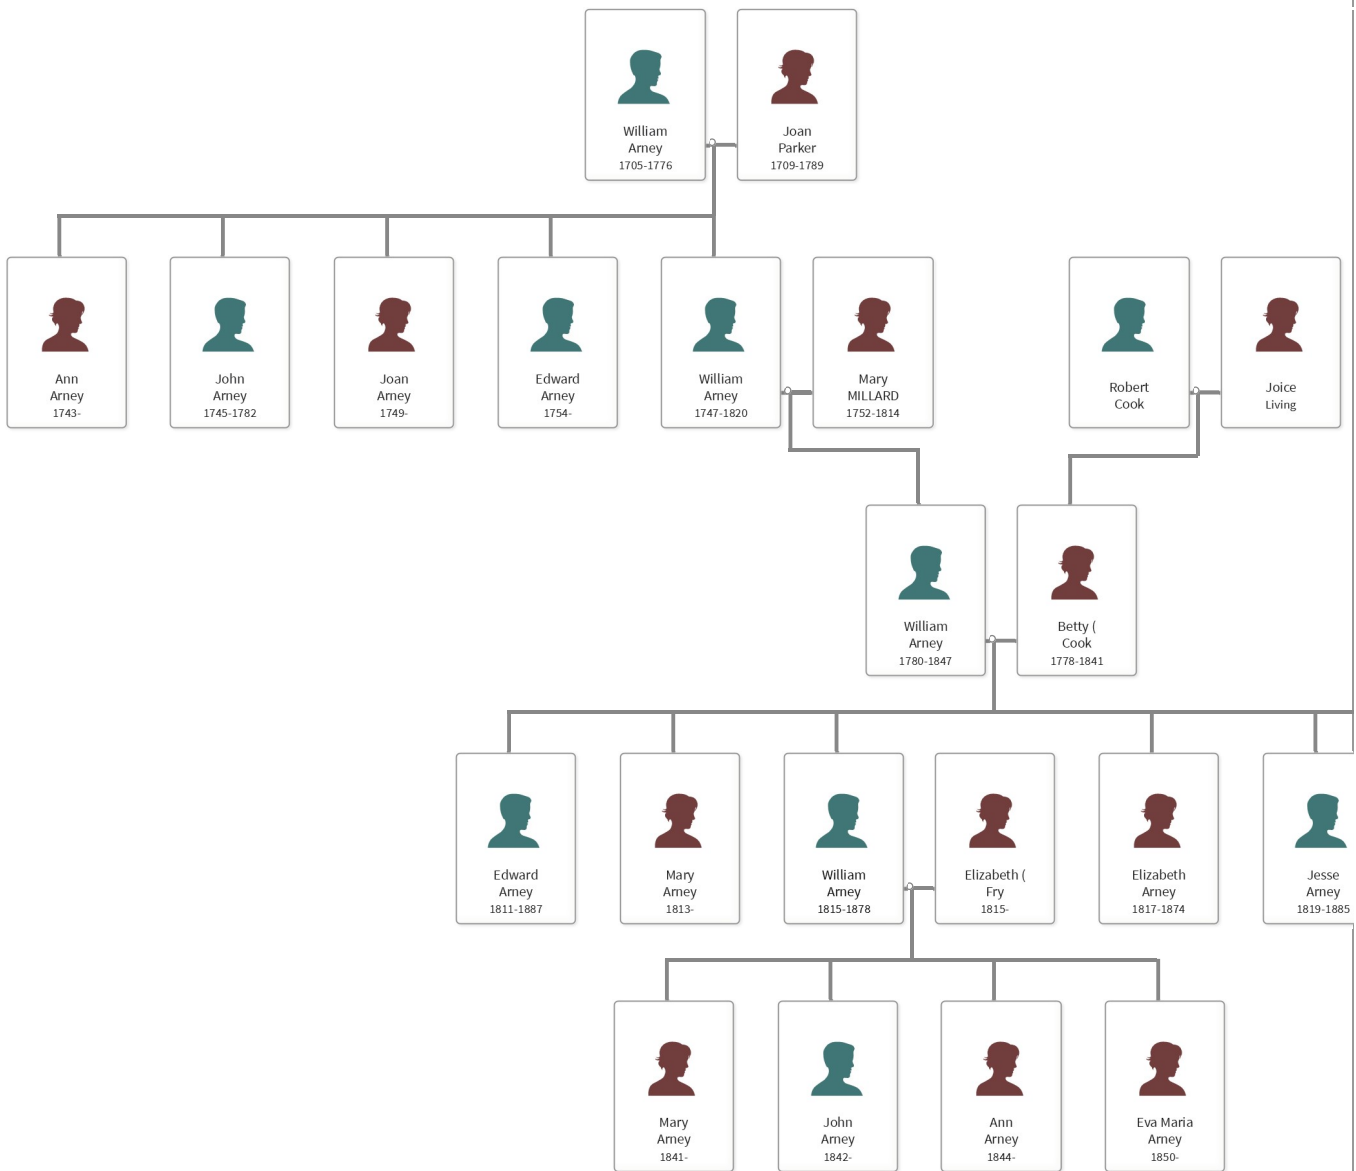 William
Arney
1705-1776
Joan
Parker
1709-1789
Ann
Arney
1743-
John
Arney
1745-1782
Joan
Arney
1749-
Edward
Arney
1754-
William
Arney
1747-1820
Mary
MILLARD
1752-1814
Robert
Cook
Joice
Living
William
Arney
1780-1847
Betty (
Cook
1778-1841
Edward
Arney
1811-1887
Mary
Arney
1813-
William
Arney
1815-1878
Elizabeth (
Fry
1815-
Elizabeth
Arney
1817-1874
Jesse
Arney
1819-1885
Mary
Arney
1841-
John
Arney
1842-
Ann
Arney
1844-
Eva Maria
Arney
1850-